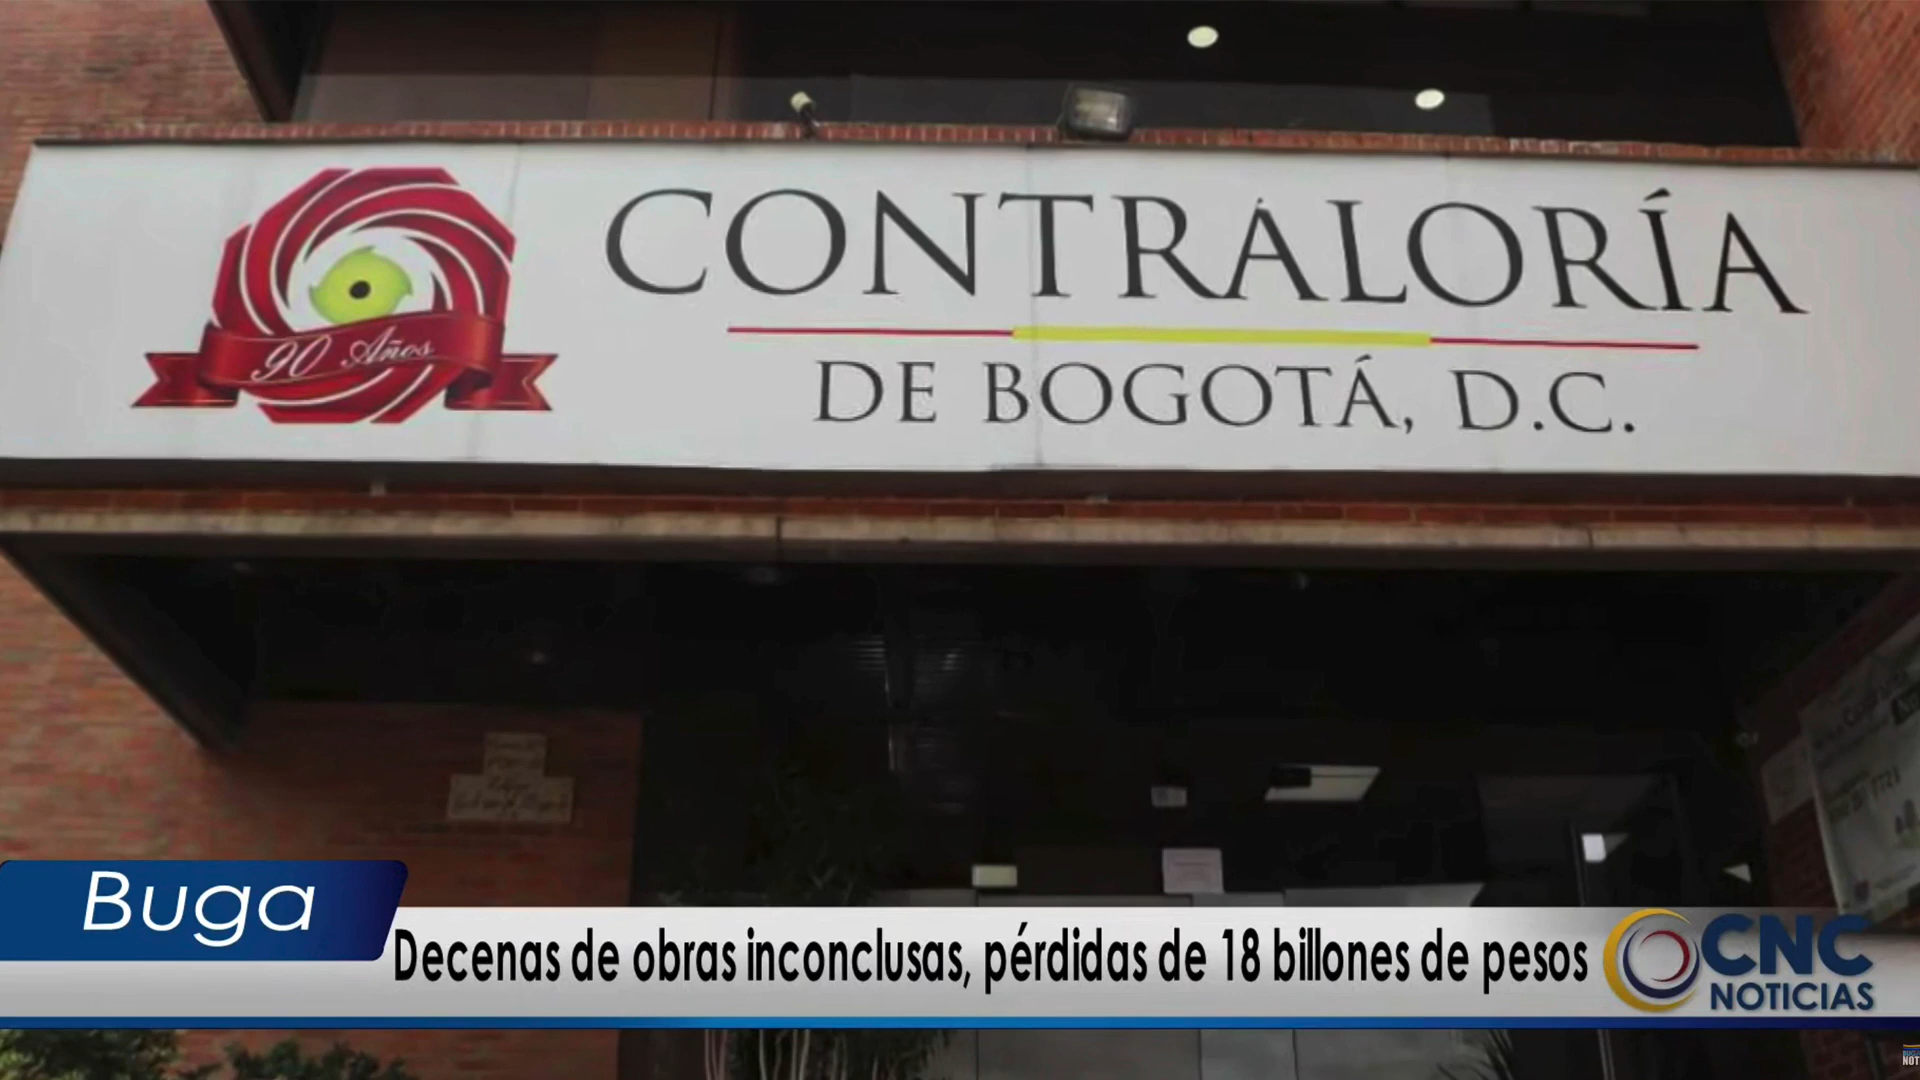 CONTRALORÍA
DE BOGOTÁ, D.C.
90 Años
Buga
Decenas de obras inconclusas, pérdidas de 18 billones de pesos
CNC
NOTICIAS